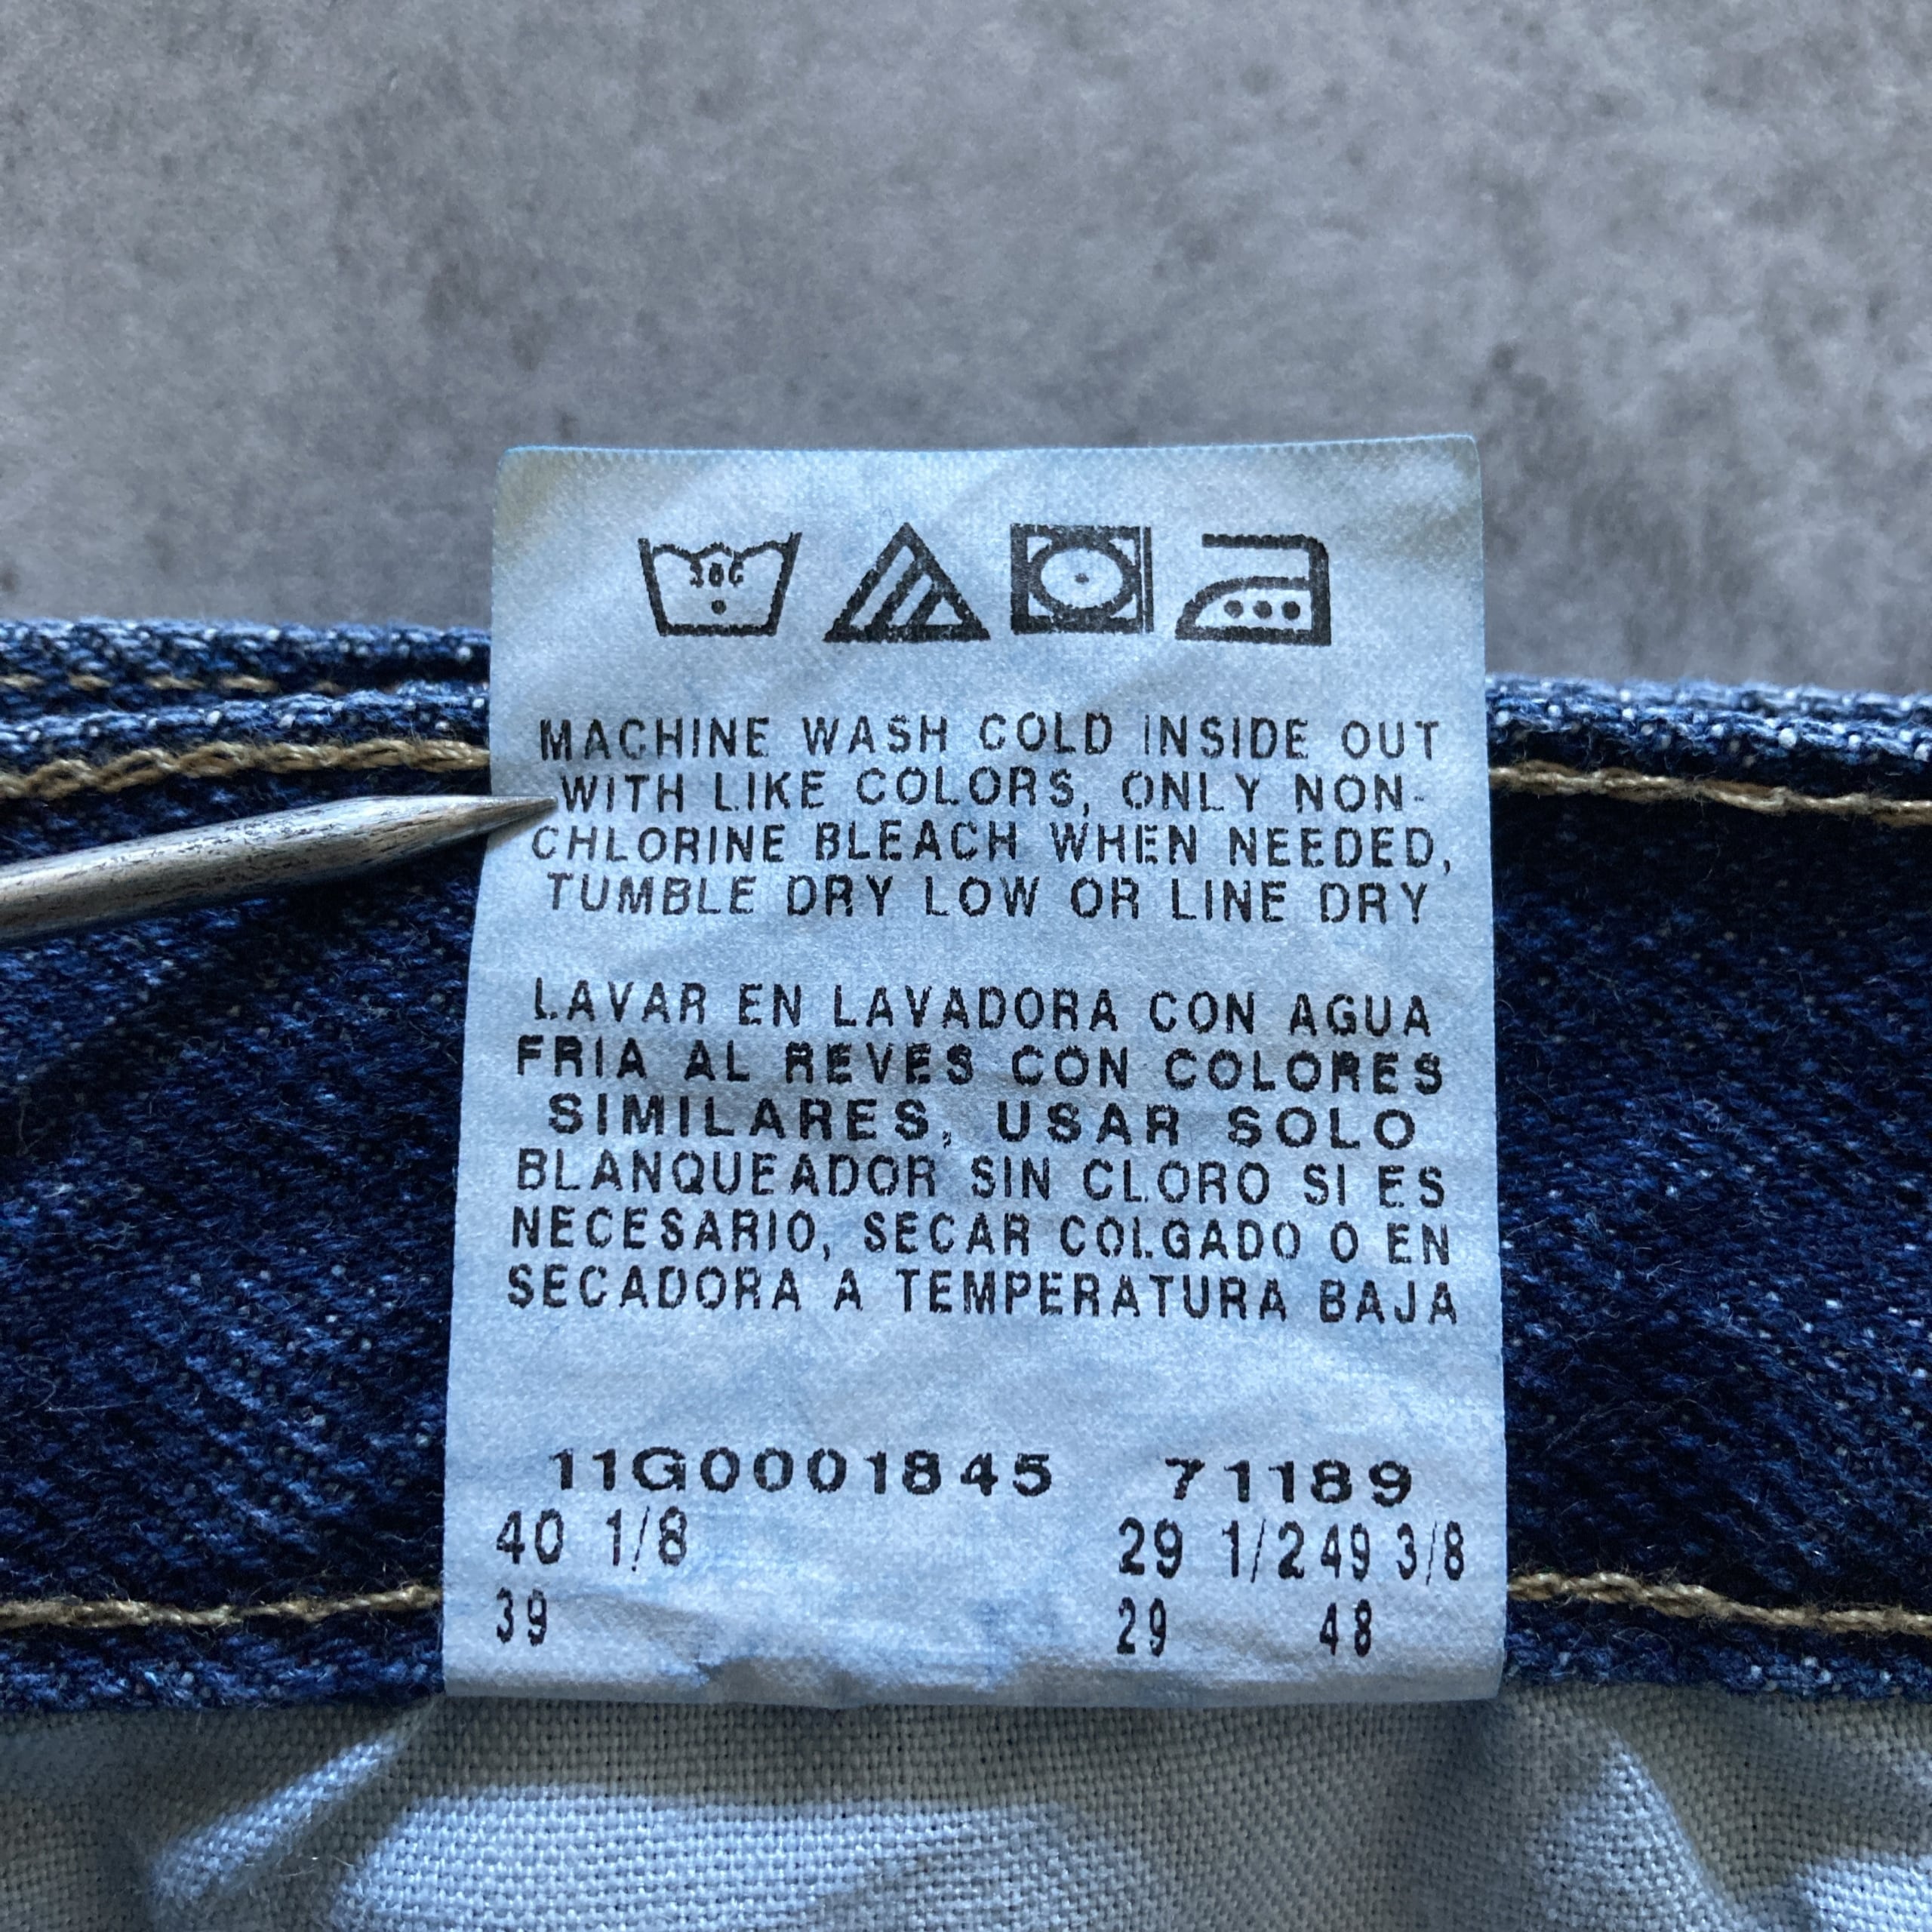 30C
MACHINE WASH COLD INSIDE OUT
WITH LIKE COLORS, ONLY NON-
CHLORINE BLEACH WHEN NEEDED,
TUMBLE DRY LOW OR LINE DRY
LAVAR EN LAVADORA CON AGUA
FRIA AL REVES CON COLORES
SIMILARES, USAR SOLO
BLANQUEADOR SIN CLORO SI ES
NECESARIO, SECAR COLGADO O EN
SECADORA A TEMPERATURA BAJA
11G0001845 71189
40 1/8 29 1/2 49 3/8
39 29 48